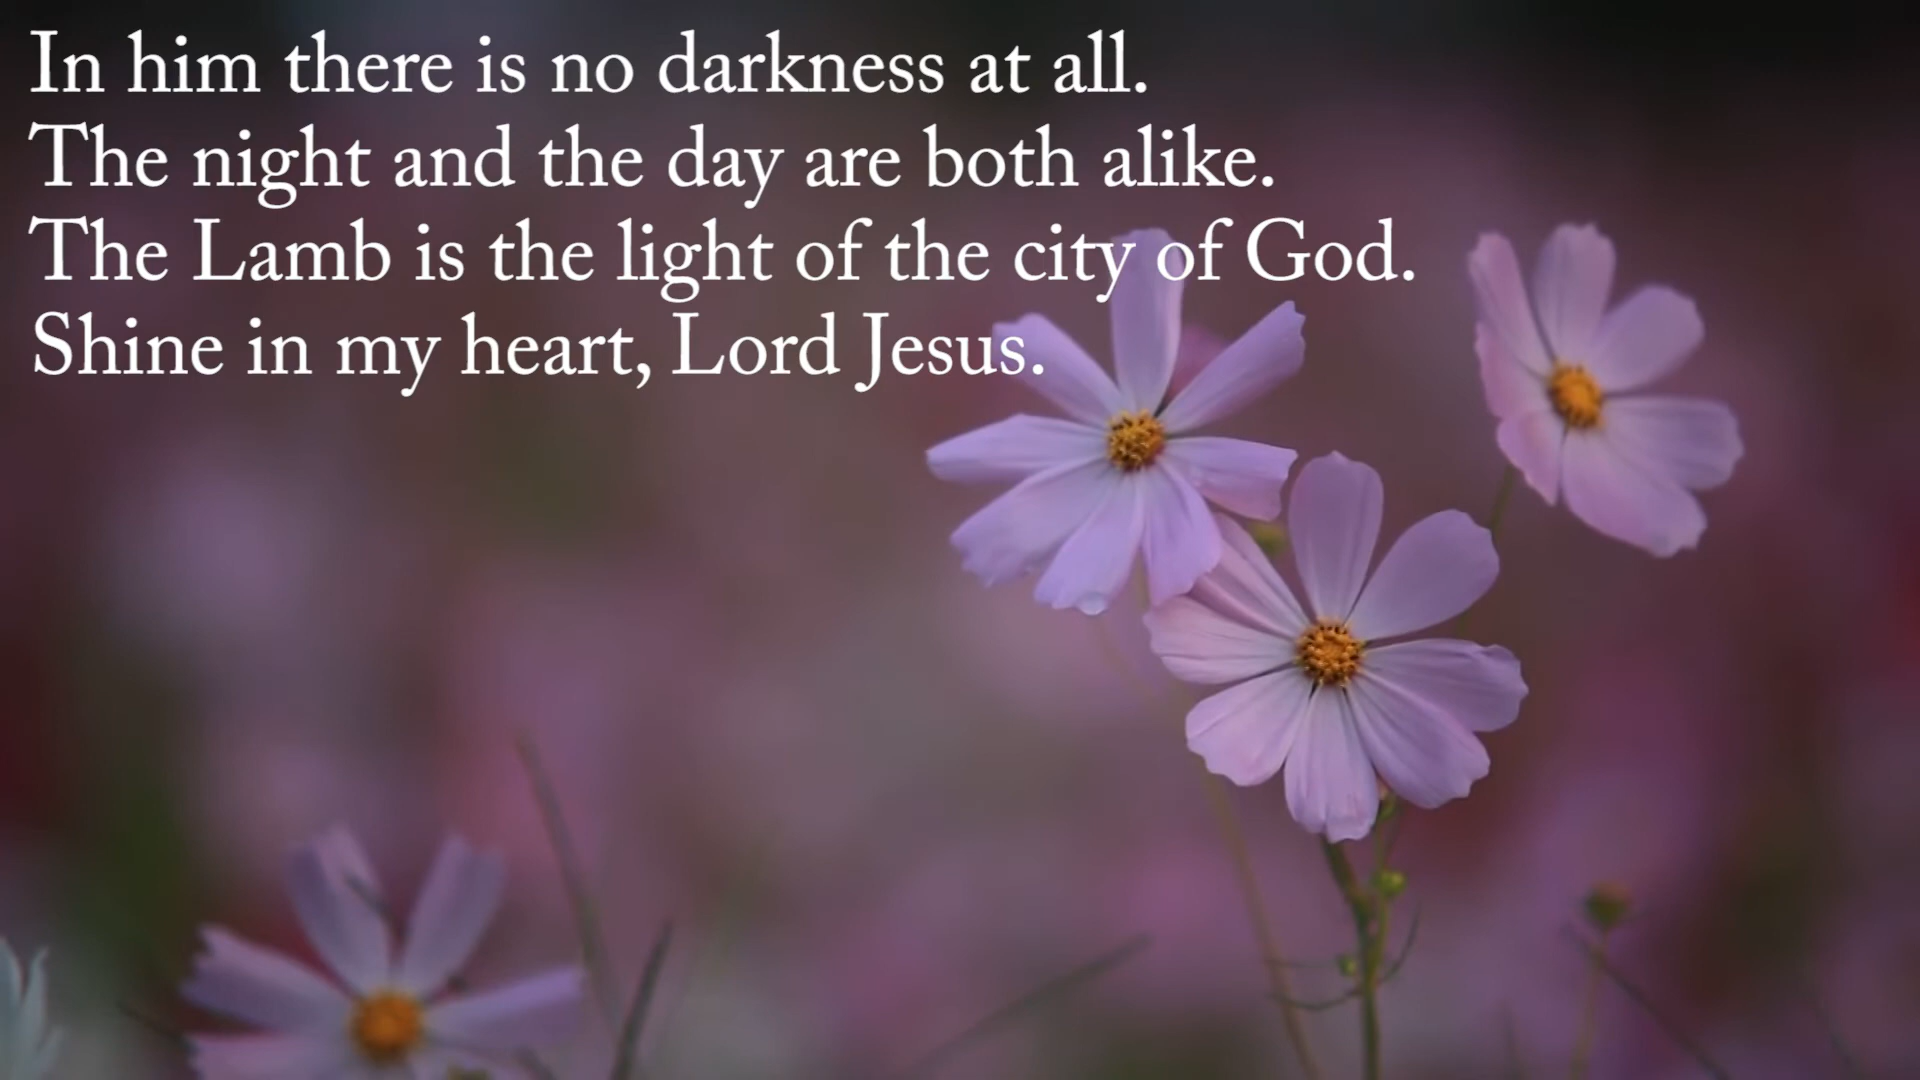 In him there is no darkness at all.
The night and the day are both alike.
The Lamb is the light of the city of God.
Shine in my heart, Lord Jesus.